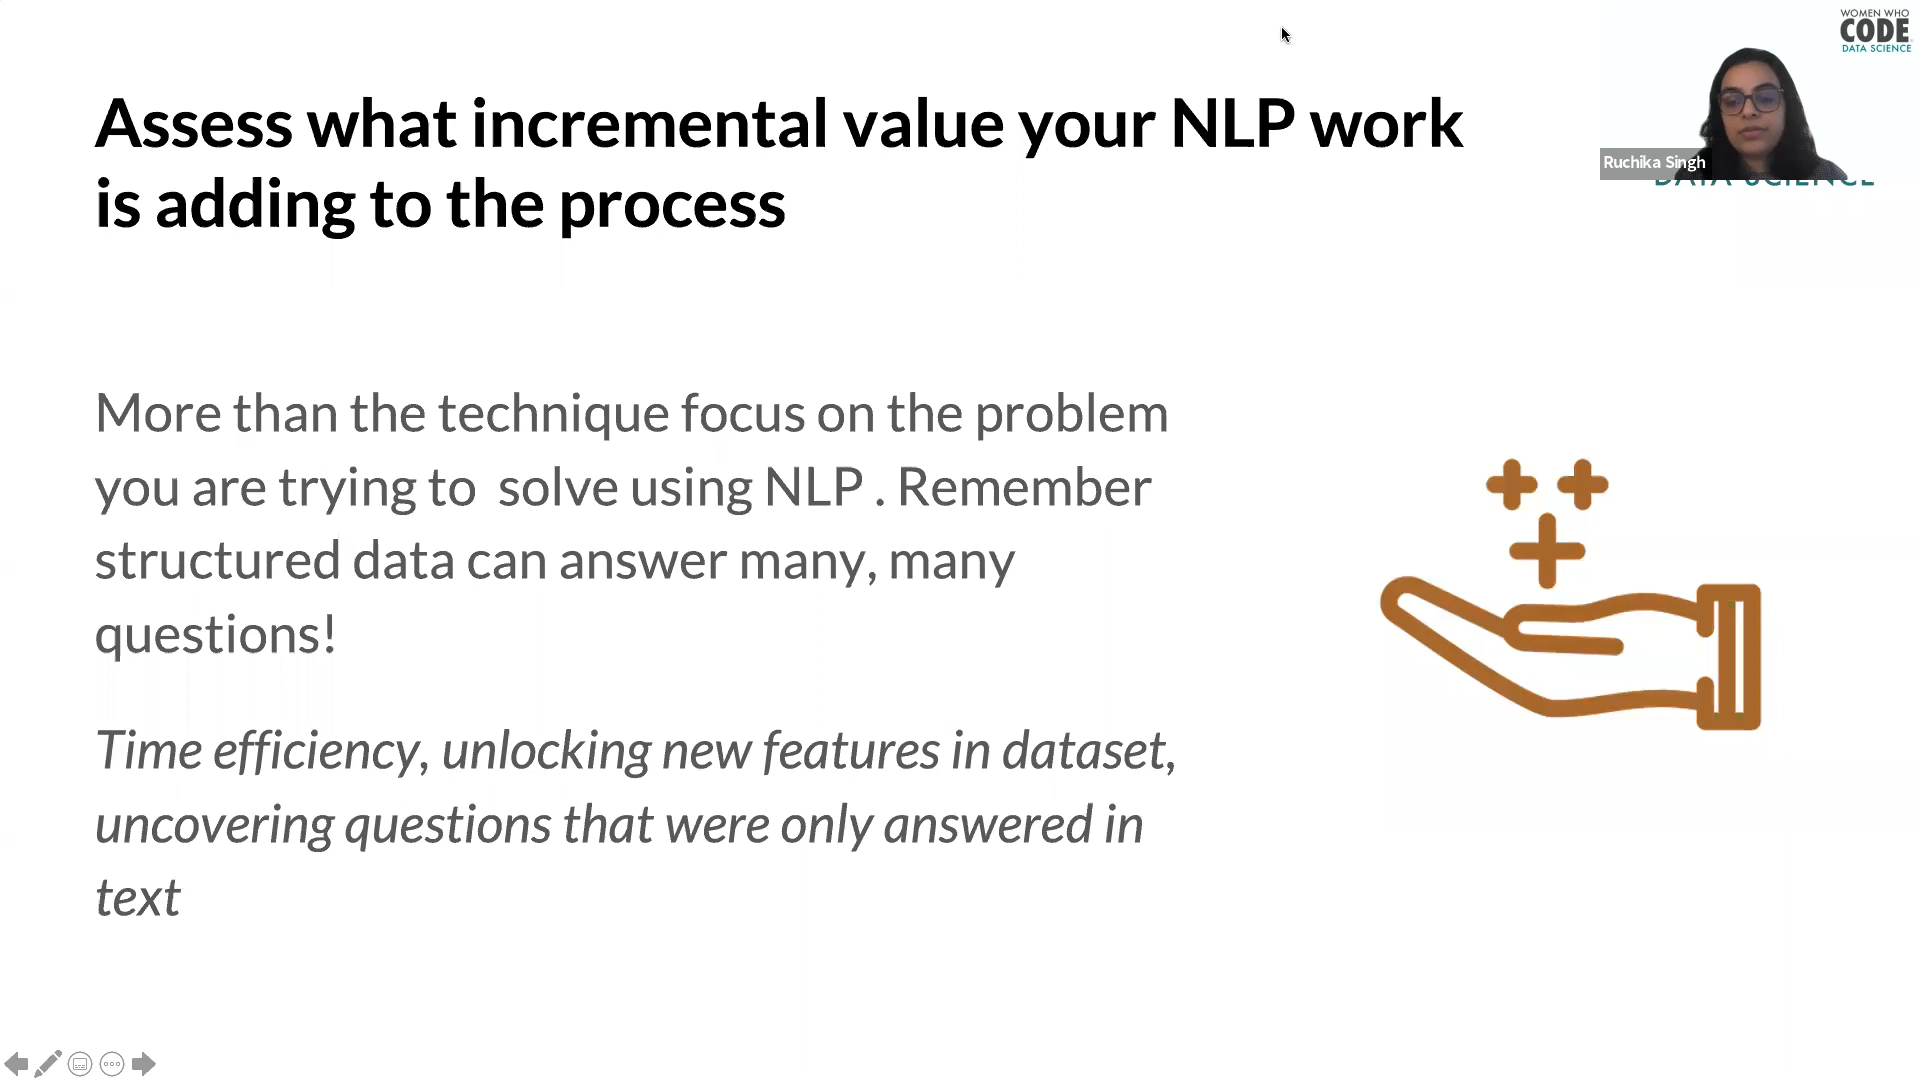 WOMEN WHO
CODE
DATA SCIENCE
Ruchika Singh
DATA SCIENCE
Assess what incremental value your NLP work
is adding to the process
More than the technique focus on the problem
you are trying to  solve using NLP . Remember
structured data can answer many, many
questions!
Time efficiency, unlocking new features in dataset,
uncovering questions that were only answered in
text